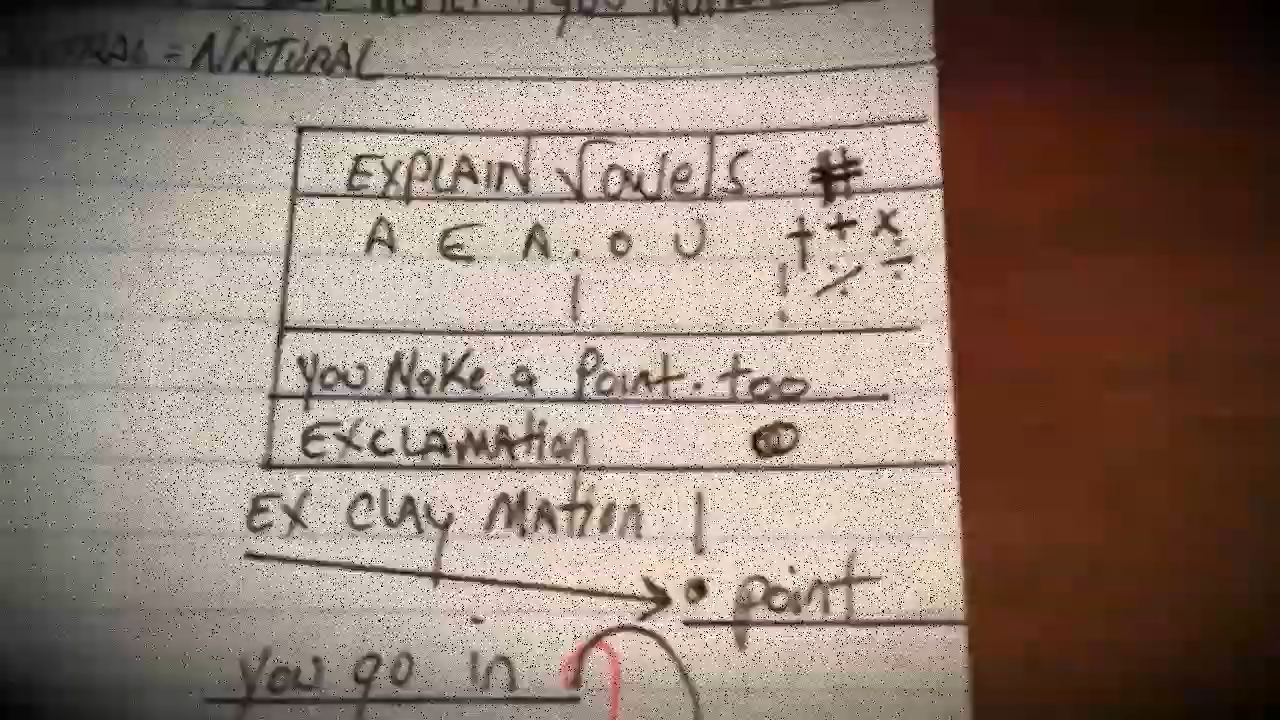 = NATURAL
EXPLAIN Vowels #
A E A . O U + + x
! ÷ -
You Make a Point. too
EXCLAMATION
EX CLAY MATION !
point
you go in